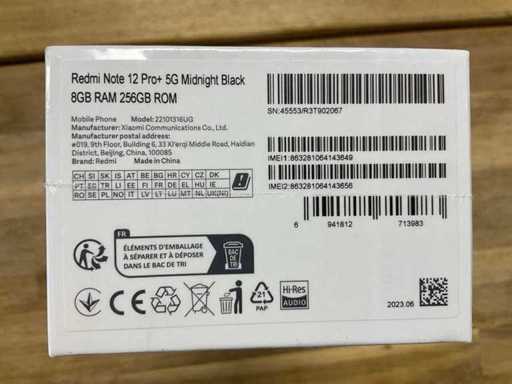 Redmi Note 12 Pro+ 5G Midnight Black
8GB RAM 256GB ROM
Mobile Phone Model: 22101316UG
Manufacturer: Xiaomi Communications Co., Ltd.
Manufacturer postal address:
#019, 9th Floor, Building 6, 33 Xi'erqi Middle Road, Haidian
District, Beijing, China, 100085
Brand: Redmi Made in China
SN:45553/R3T902067
IMEI1:863281064143649
IMEI2:863281064143656
CH SI SK IS AT BE BG HR CY CZ DK
PT ES TR LI EE FI FR DE EL HU IE
RO SE PL NO IT LV LT LU MT NL UK(NI)
6 941812 713983
FR
ÉLÉMENTS D'EMBALLAGE
À SÉPARER ET À DÉPOSER
DANS LE BAC DE TRI
BAC
DE
TRI
CE
21
PAP
Hi-Res
AUDIO
2023.06